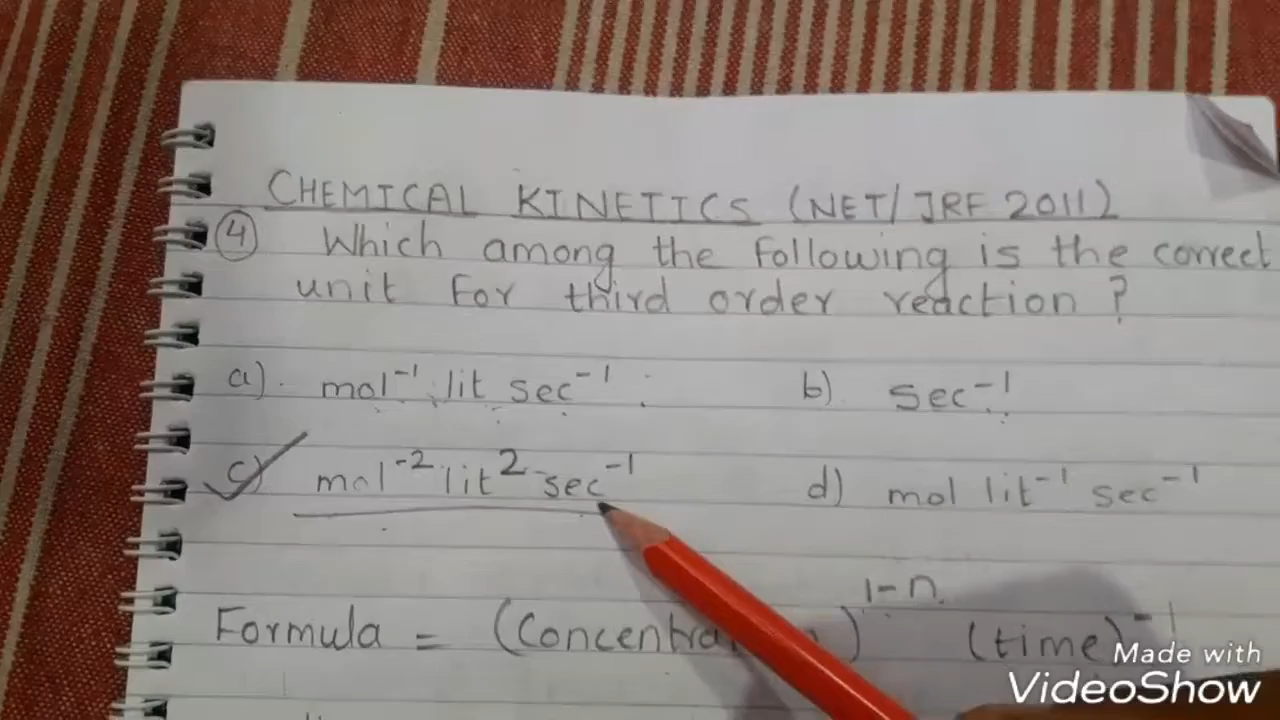 CHEMICAL KINETICS (NET/JRF 2011)
④ Which among the following is the correct
unit for third order reaction ?
a). mol⁻¹ lit sec⁻¹ b) sec⁻¹
c) mol⁻² lit² sec⁻¹ d) mol lit⁻¹ sec⁻¹
Formula = ( )¹⁻ⁿ (time)⁻¹
Made with
VideoShow